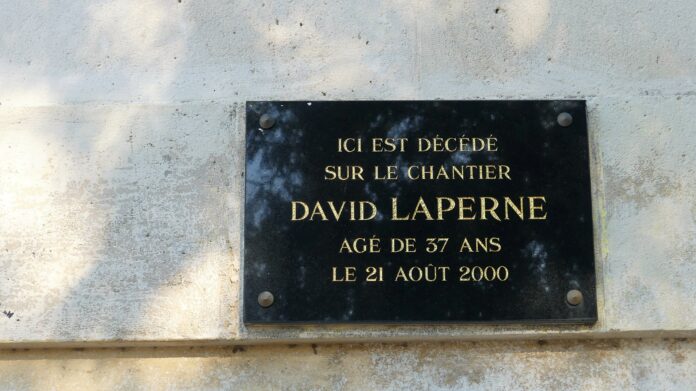 ICI EST DÉCÉDÉ
SUR LE CHANTIER
DAVID LAPERNE
AGÉ DE 37 ANS
LE 21 AOÛT 2000